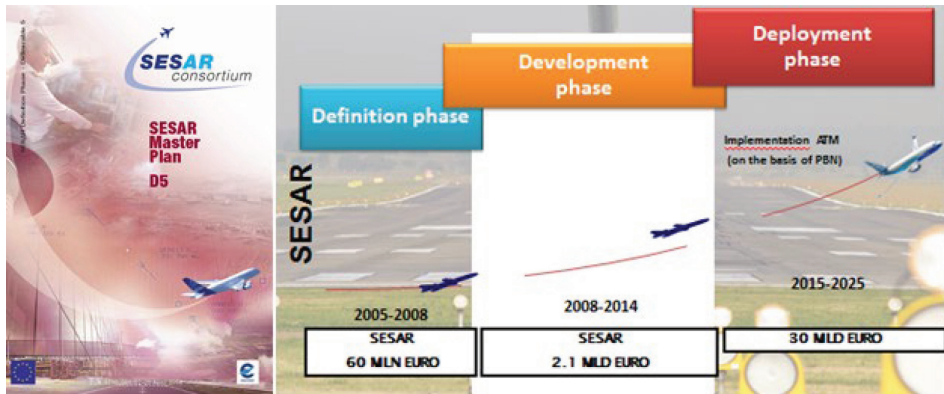 SESAR
consortium
SESAR
Master
Plan
D5
SESAR
Definition phase
Development
phase
Deployment
phase
Implementation ATM
(on the basis of PBN)
2005-2008
2008-2014
2015-2025
SESAR
60 MLN EURO
SESAR
2.1 MLD EURO
30 MLD EURO